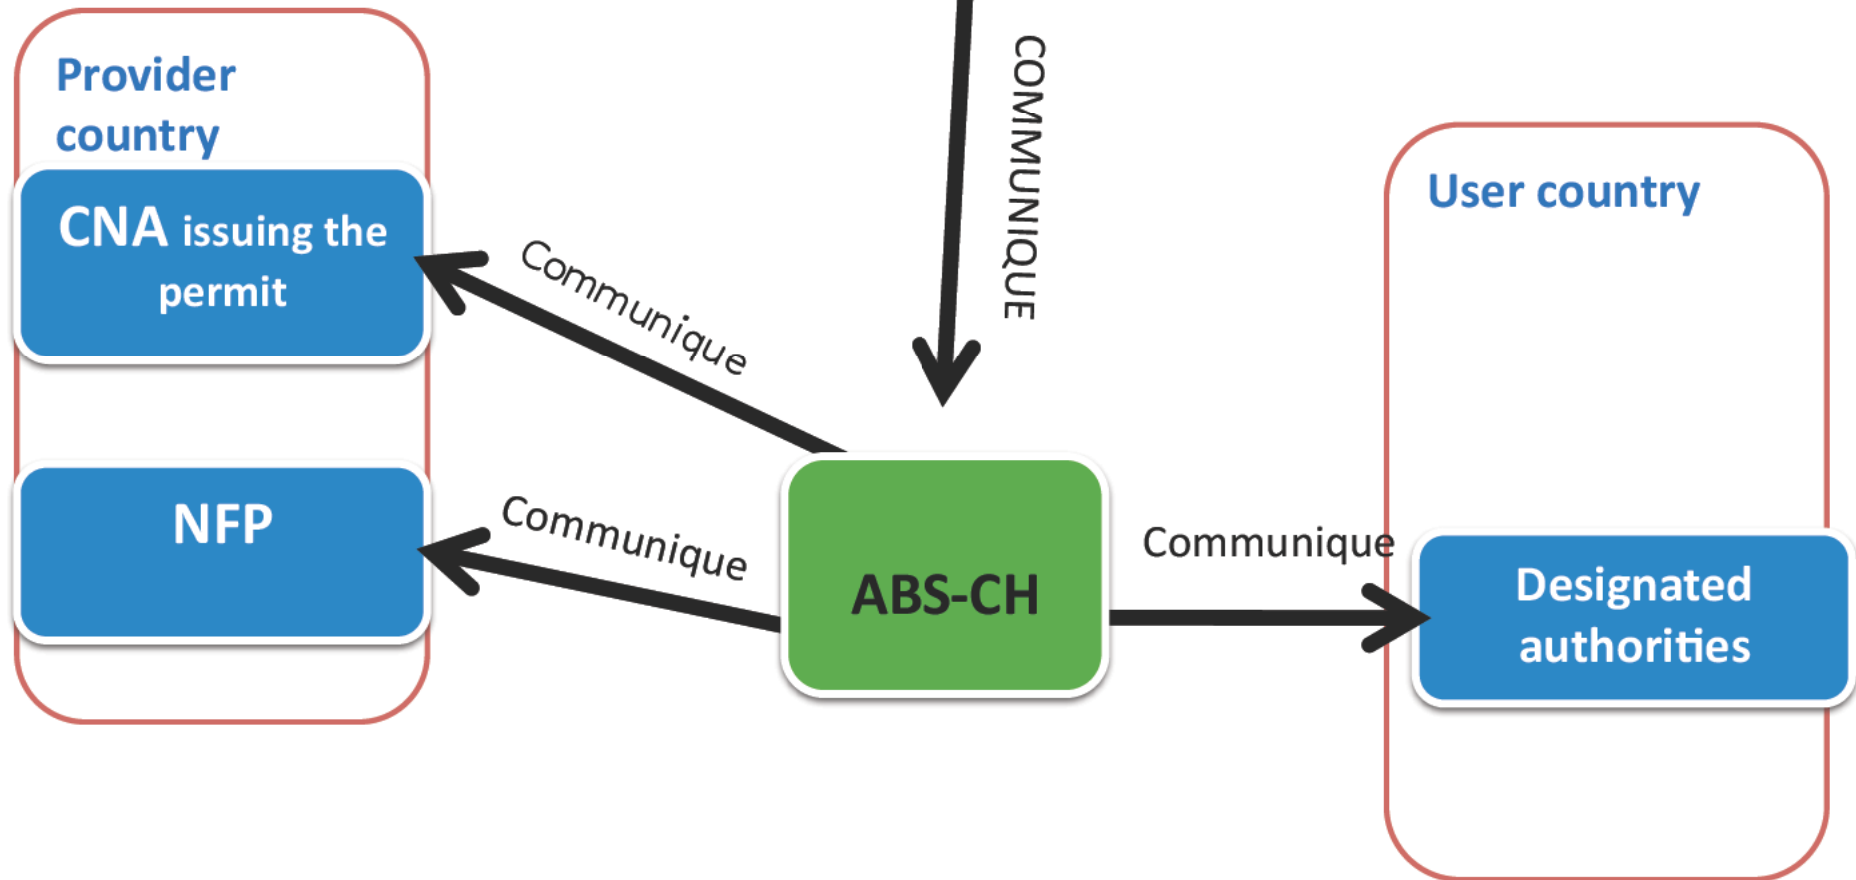 Provider
country
CNA issuing the
permit
NFP
Communique
Communique
COMMUNIQUE
ABS-CH
Communique
User country
Designated
authorities